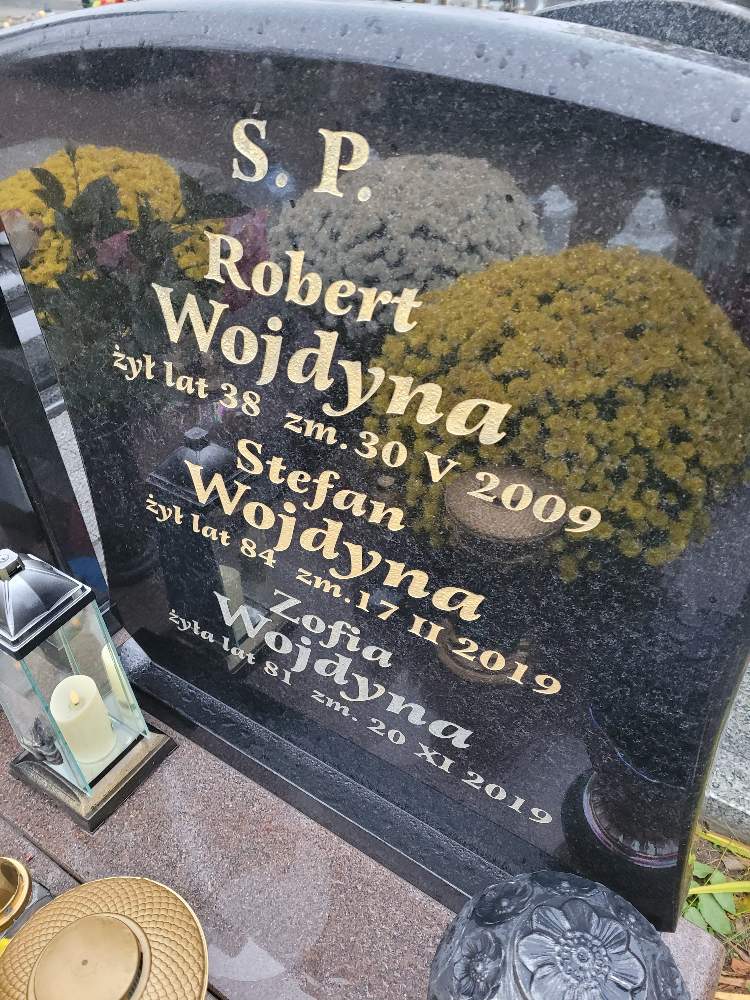 S. P.
Robert
Wojdyna
żył lat 38 zm. 30 V 2009
Stefan
Wojdyna
żył lat 84 zm. 17 II 2019
Zofia
Wojdyna
żyła lat 81 zm. 20 XI 2019